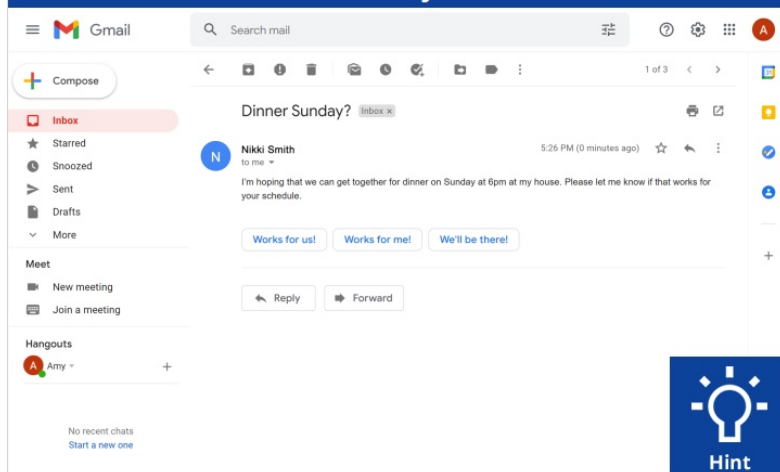 Gmail
Search mail
A
Compose
1 of 3
Inbox
Starred
Snoozed
Sent
Drafts
More
Dinner Sunday? Inbox x
N
Nikki Smith
5:26 PM (0 minutes ago)
to me
I'm hoping that we can get together for dinner on Sunday at 6pm at my house. Please let me know if that works for
your schedule.
Works for us! Works for me! We'll be there!
Reply Forward
Meet
New meeting
Join a meeting
Hangouts
A Amy
No recent chats
Start a new one
Hint